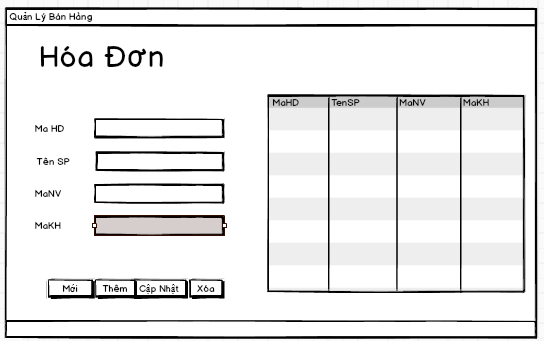 Quản Lý Bán Hàng
Hóa Đơn
MaHD TenSP MaNV MaKH
Ma HD
Tên SP
MaNV
MaKH
Mới Thêm Cập Nhật Xóa